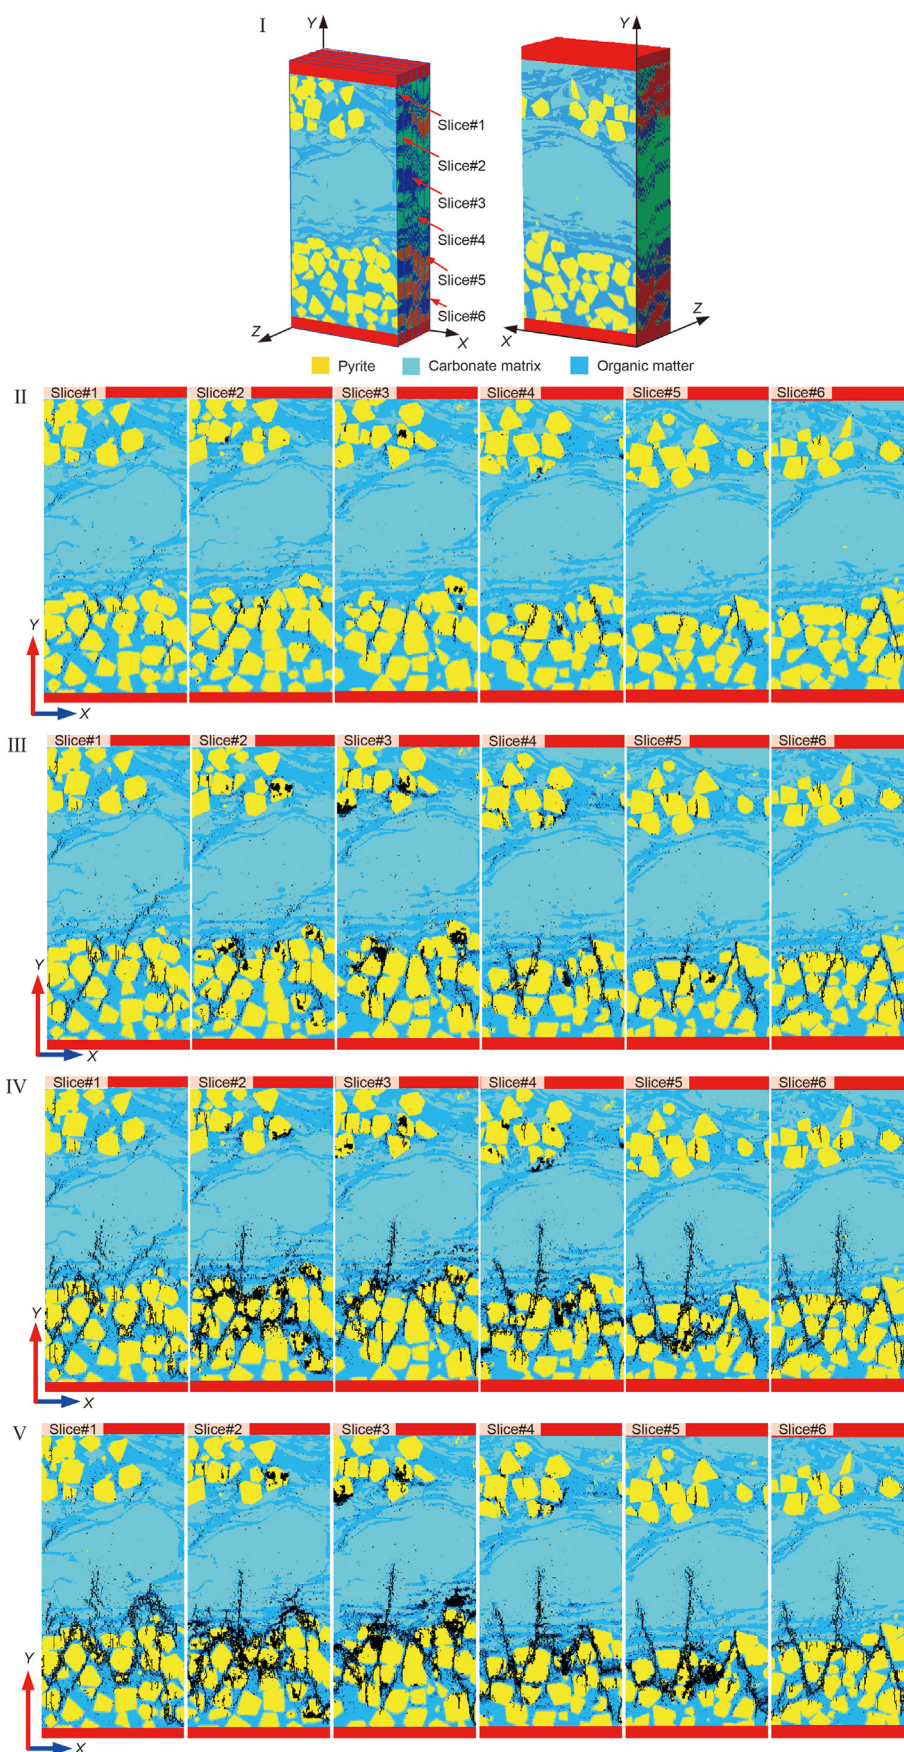 I
Y
Y
Slice#1
Slice#2
Slice#3
Slice#4
Slice#5
Slice#6
Z
X
X
Z
Pyrite Carbonate matrix Organic matter
II
Slice#1 Slice#2 Slice#3 Slice#4 Slice#5 Slice#6
Y
X
III
Slice#1 Slice#2 Slice#3 Slice#4 Slice#5 Slice#6
Y
X
IV
Slice#1 Slice#2 Slice#3 Slice#4 Slice#5 Slice#6
Y
X
V
Slice#1 Slice#2 Slice#3 Slice#4 Slice#5 Slice#6
Y
X